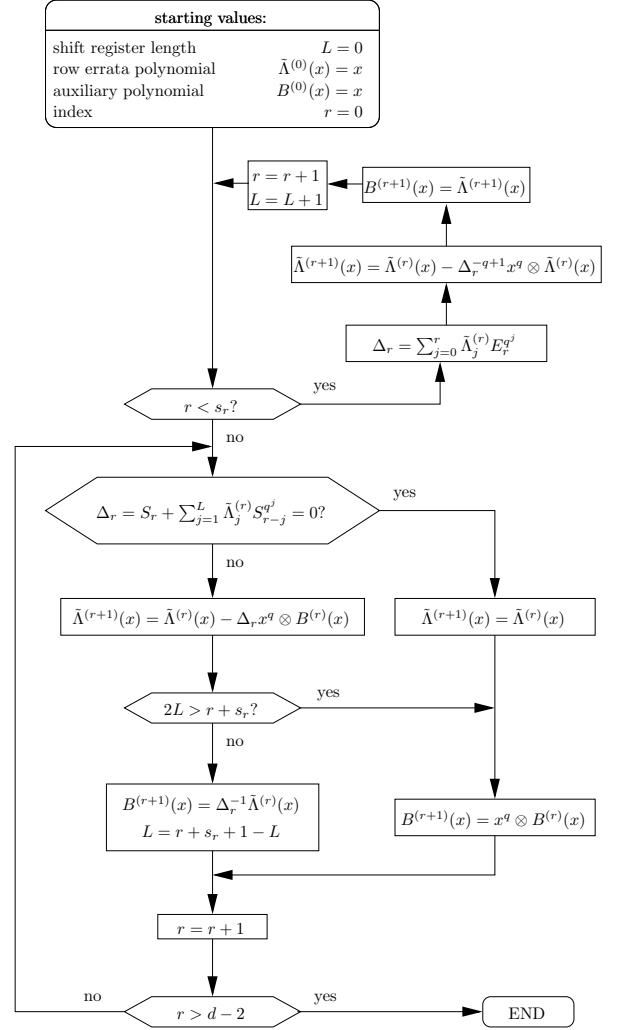 starting values:
shift register length L = 0
row errata polynomial Λ̃⁽⁰⁾(x) = x
auxiliary polynomial B⁽⁰⁾(x) = x
index r = 0
r = r + 1
L = L + 1
B⁽ʳ⁺¹⁾(x) = Λ̃⁽ʳ⁺¹⁾(x)
Λ̃⁽ʳ⁺¹⁾(x) = Λ̃⁽ʳ⁾(x) − Δ_r^{−q+1} x^q ⊗ Λ̃⁽ʳ⁾(x)
Δ_r = ∑_{j=0}^{r} Λ̃_j^{(r)} E_r^{q^j}
r < s_r?
yes
no
Δ_r = S_r + ∑_{j=1}^{L} Λ̃_j^{(r)} S_{r−j}^{q^j} = 0?
yes
no
Λ̃⁽ʳ⁺¹⁾(x) = Λ̃⁽ʳ⁾(x) − Δ_r x^q ⊗ B⁽ʳ⁾(x)
Λ̃⁽ʳ⁺¹⁾(x) = Λ̃⁽ʳ⁾(x)
2L > r + s_r?
yes
no
B⁽ʳ⁺¹⁾(x) = Δ_r^{−1} Λ̃⁽ʳ⁾(x)
L = r + s_r + 1 − L
B⁽ʳ⁺¹⁾(x) = x^q ⊗ B⁽ʳ⁾(x)
r = r + 1
no
r > d − 2
yes
END